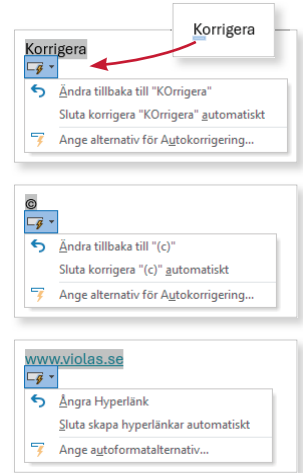 Korrigera
Korrigera
Ändra tillbaka till "KOrrigera"
Sluta korrigera "KOrrigera" automatiskt
Ange alternativ för Autokorrigering...
©
Ändra tillbaka till "(c)"
Sluta korrigera "(c)" automatiskt
Ange alternativ för Autokorrigering...
www.violas.se
Ångra Hyperlänk
Sluta skapa hyperlänkar automatiskt
Ange autoformatalternativ...